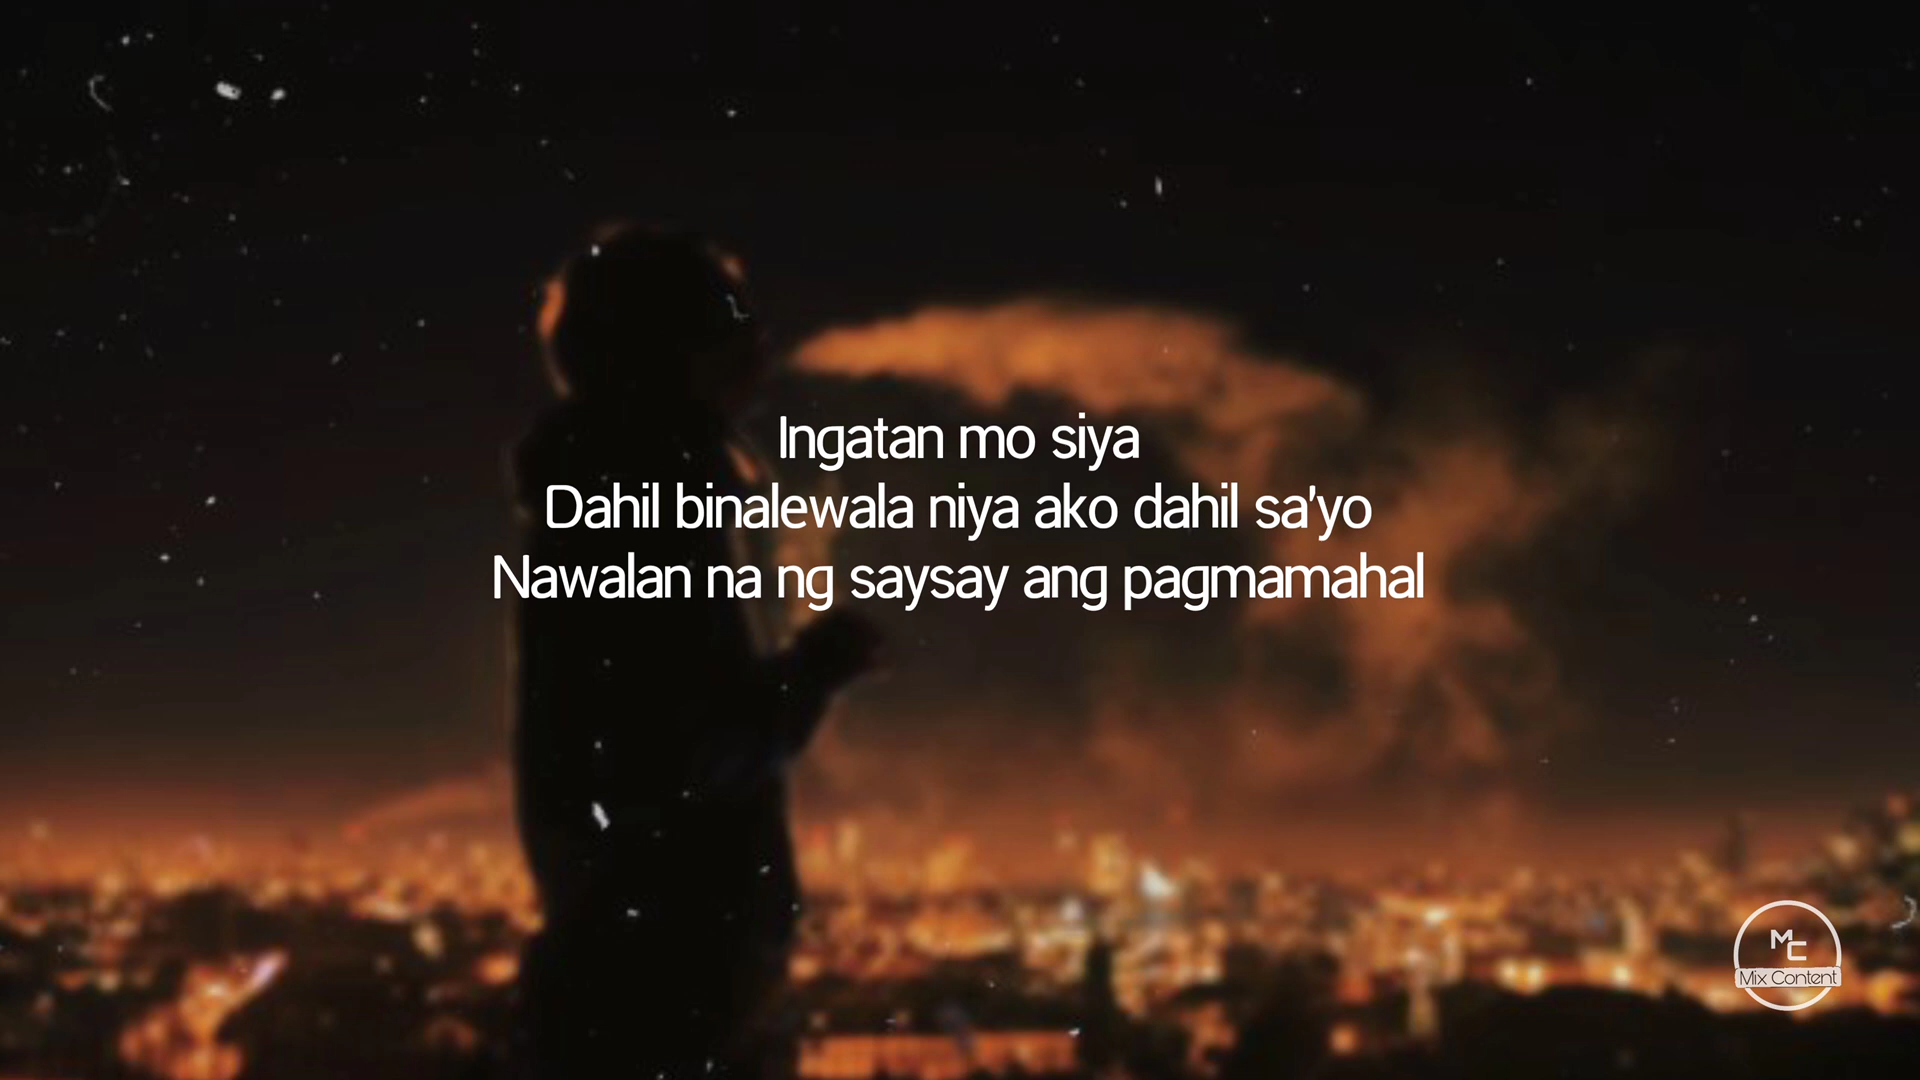 Ingatan mo siya
Dahil binalewala niya ako dahil sa'yo
Nawalan na ng saysay ang pagmamahal
MC
Mix Content